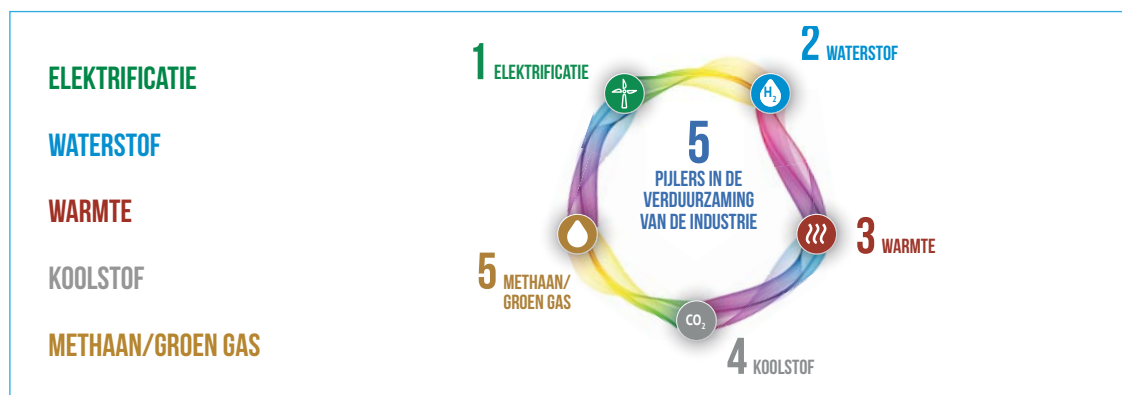 ELEKTRIFICATIE
WATERSTOF
WARMTE
KOOLSTOF
METHAAN/GROEN GAS
1 ELEKTRIFICATIE
2 WATERSTOF
H2
5
PIJLERS IN DE
VERDUURZAMING
VAN DE INDUSTRIE
3 WARMTE
CO2
4 KOOLSTOF
5 METHAAN/
GROEN GAS